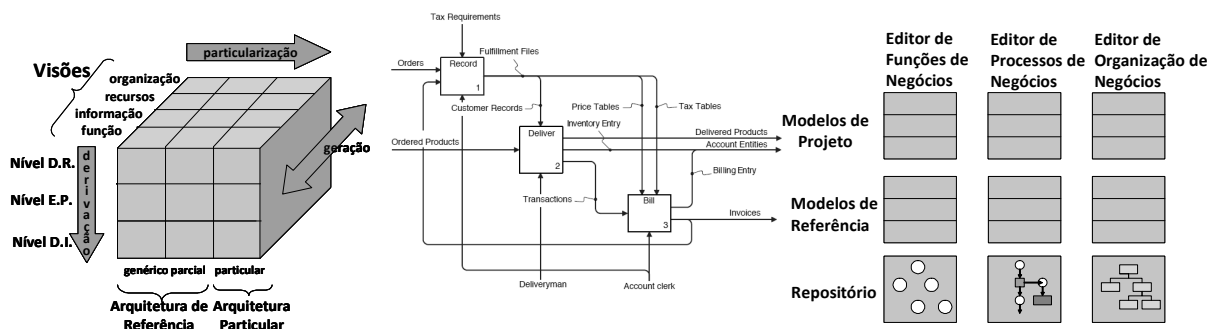 particularização
Visões
organização
recursos
informação
função
geração
Nível D.R.
Nível E.P.
Nível D.I.
derivação
genérico parcial
particular
Arquitetura de
Referência
Arquitetura
Particular
Tax Requirements
Fulfillment Files
Orders
Record
1
Customer Records
Price Tables
Tax Tables
Inventory Entry
Ordered Products
Deliver
2
Delivered Products
Account Entities
Billing Entry
Transactions
Bill
3
Invoices
Deliveryman
Account clerk
Editor de
Funções de
Negócios
Editor de
Processos de
Negócios
Editor de
Organização de
Negócios
Modelos de
Projeto
Modelos de
Referência
Repositório